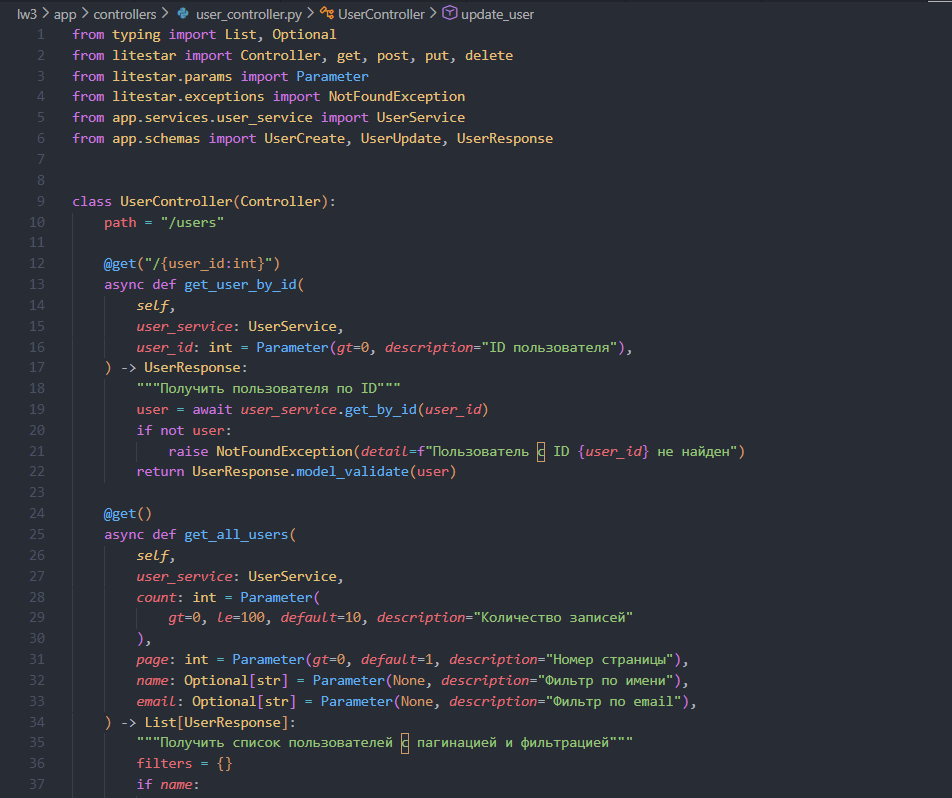 lw3 > app > controllers > user_controller.py > UserController > update_user
1 from typing import List, Optional
2 from litestar import Controller, get, post, put, delete
3 from litestar.params import Parameter
4 from litestar.exceptions import NotFoundException
5 from app.services.user_service import UserService
6 from app.schemas import UserCreate, UserUpdate, UserResponse
7
8
9 class UserController(Controller):
10     path = "/users"
11
12     @get("/{user_id:int}")
13     async def get_user_by_id(
14         self,
15         user_service: UserService,
16         user_id: int = Parameter(gt=0, description="ID пользователя"),
17     ) -> UserResponse:
18         """Получить пользователя по ID"""
19         user = await user_service.get_by_id(user_id)
20         if not user:
21             raise NotFoundException(detail=f"Пользователь с ID {user_id} не найден")
22         return UserResponse.model_validate(user)
23
24     @get()
25     async def get_all_users(
26         self,
27         user_service: UserService,
28         count: int = Parameter(
29             gt=0, le=100, default=10, description="Количество записей"
30         ),
31         page: int = Parameter(gt=0, default=1, description="Номер страницы"),
32         name: Optional[str] = Parameter(None, description="Фильтр по имени"),
33         email: Optional[str] = Parameter(None, description="Фильтр по email"),
34     ) -> List[UserResponse]:
35         """Получить список пользователей с пагинацией и фильтрацией"""
36         filters = {}
37         if name: